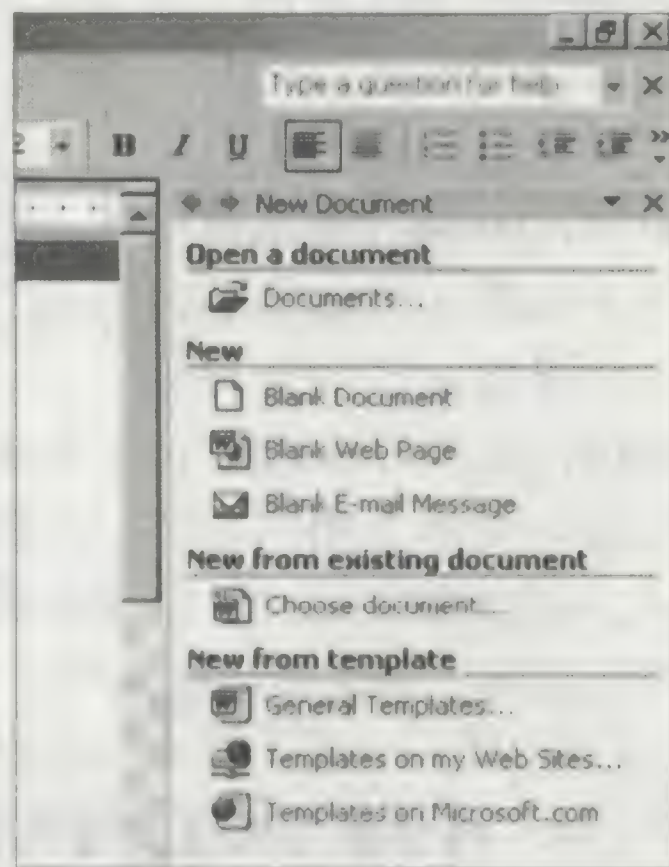 Type a question for help
2 B I U
New Document
Open a document
Documents...
New
Blank Document
Blank Web Page
Blank E-mail Message
New from existing document
Choose document...
New from template
General Templates...
Templates on my Web Sites...
Templates on Microsoft.com